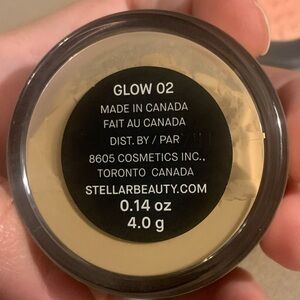 GLOW 02
MADE IN CANADA
FAIT AU CANADA
DIST. BY / PAR
8605 COSMETICS INC.,
TORONTO CANADA
STELLARBEAUTY.COM
0.14 oz
4.0 g